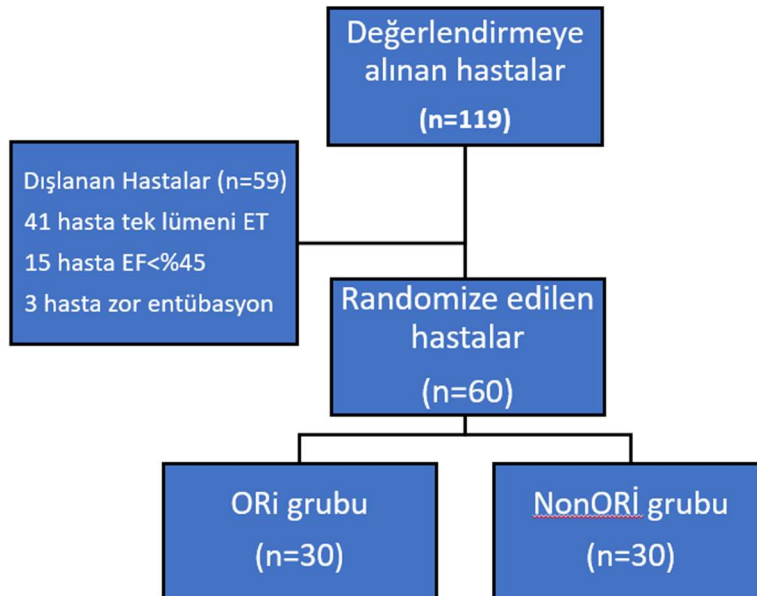 Değerlendirmeye
alınan hastalar
(n=119)
Dışlanan Hastalar (n=59)
41 hasta tek lümeni ET
15 hasta EF<%45
3 hasta zor entübasyon
Randomize edilen
hastalar
(n=60)
ORi grubu
(n=30)
NonORİ grubu
(n=30)